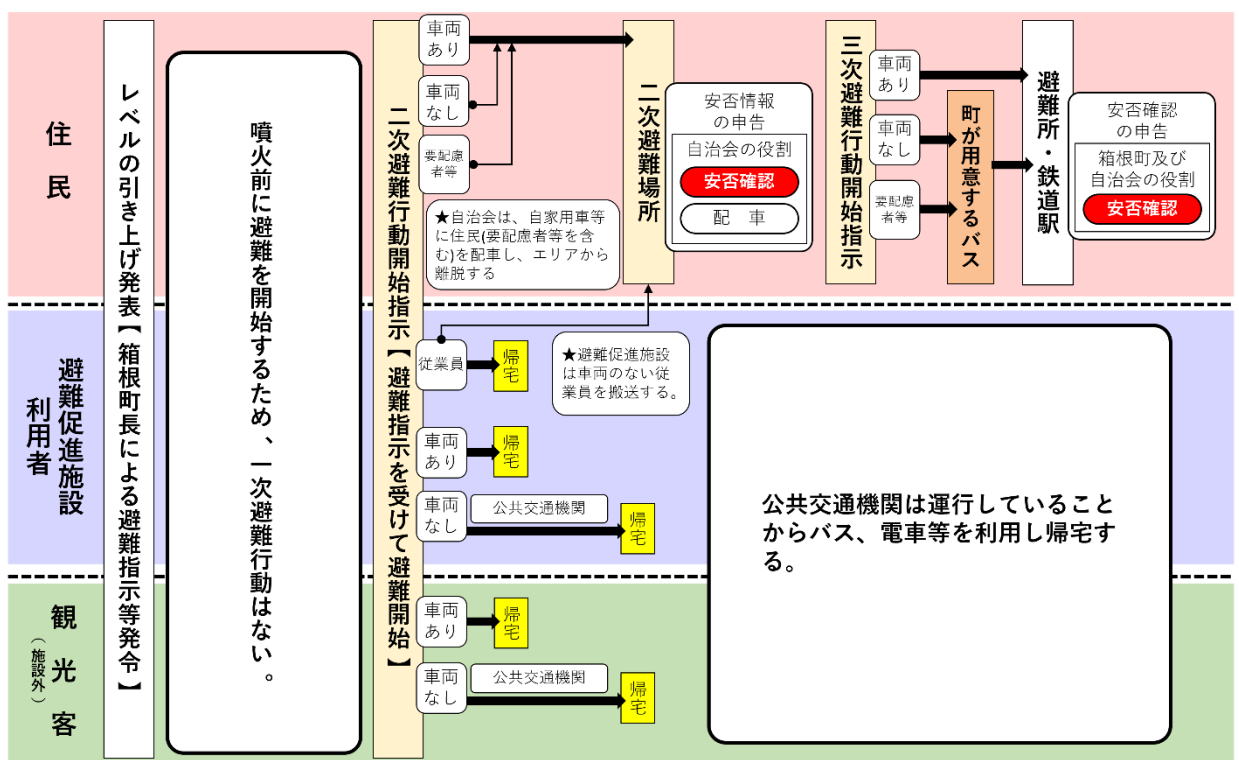 住民
避難促進施設
利用者
観光客
（施設外）
レベルの引き上げ発表【箱根町長による避難指示等発令】
噴火前に避難を開始するため、一次避難行動はない。
二次避難行動開始指示【避難指示を受けて避難開始】
車両
あり
車両
なし
要配慮
者等
★自治会は、自家用車等
に住民(要配慮者等を含
む)を配車し、エリアから
離脱する
二次避難場所
安否情報
の申告
自治会の役割
安否確認
配 車
三次避難行動開始指示
車両
あり
車両
なし
要配慮
者等
町が用意するバス
避難所・鉄道駅
安否確認
の申告
箱根町及び
自治会の役割
安否確認
従業員
帰宅
★避難促進施設
は車両のない従
業員を搬送する。
車両
あり
帰宅
車両
なし
公共交通機関
帰宅
車両
あり
帰宅
車両
なし
公共交通機関
帰宅
公共交通機関は運行していること
からバス、電車等を利用し帰宅す
る。